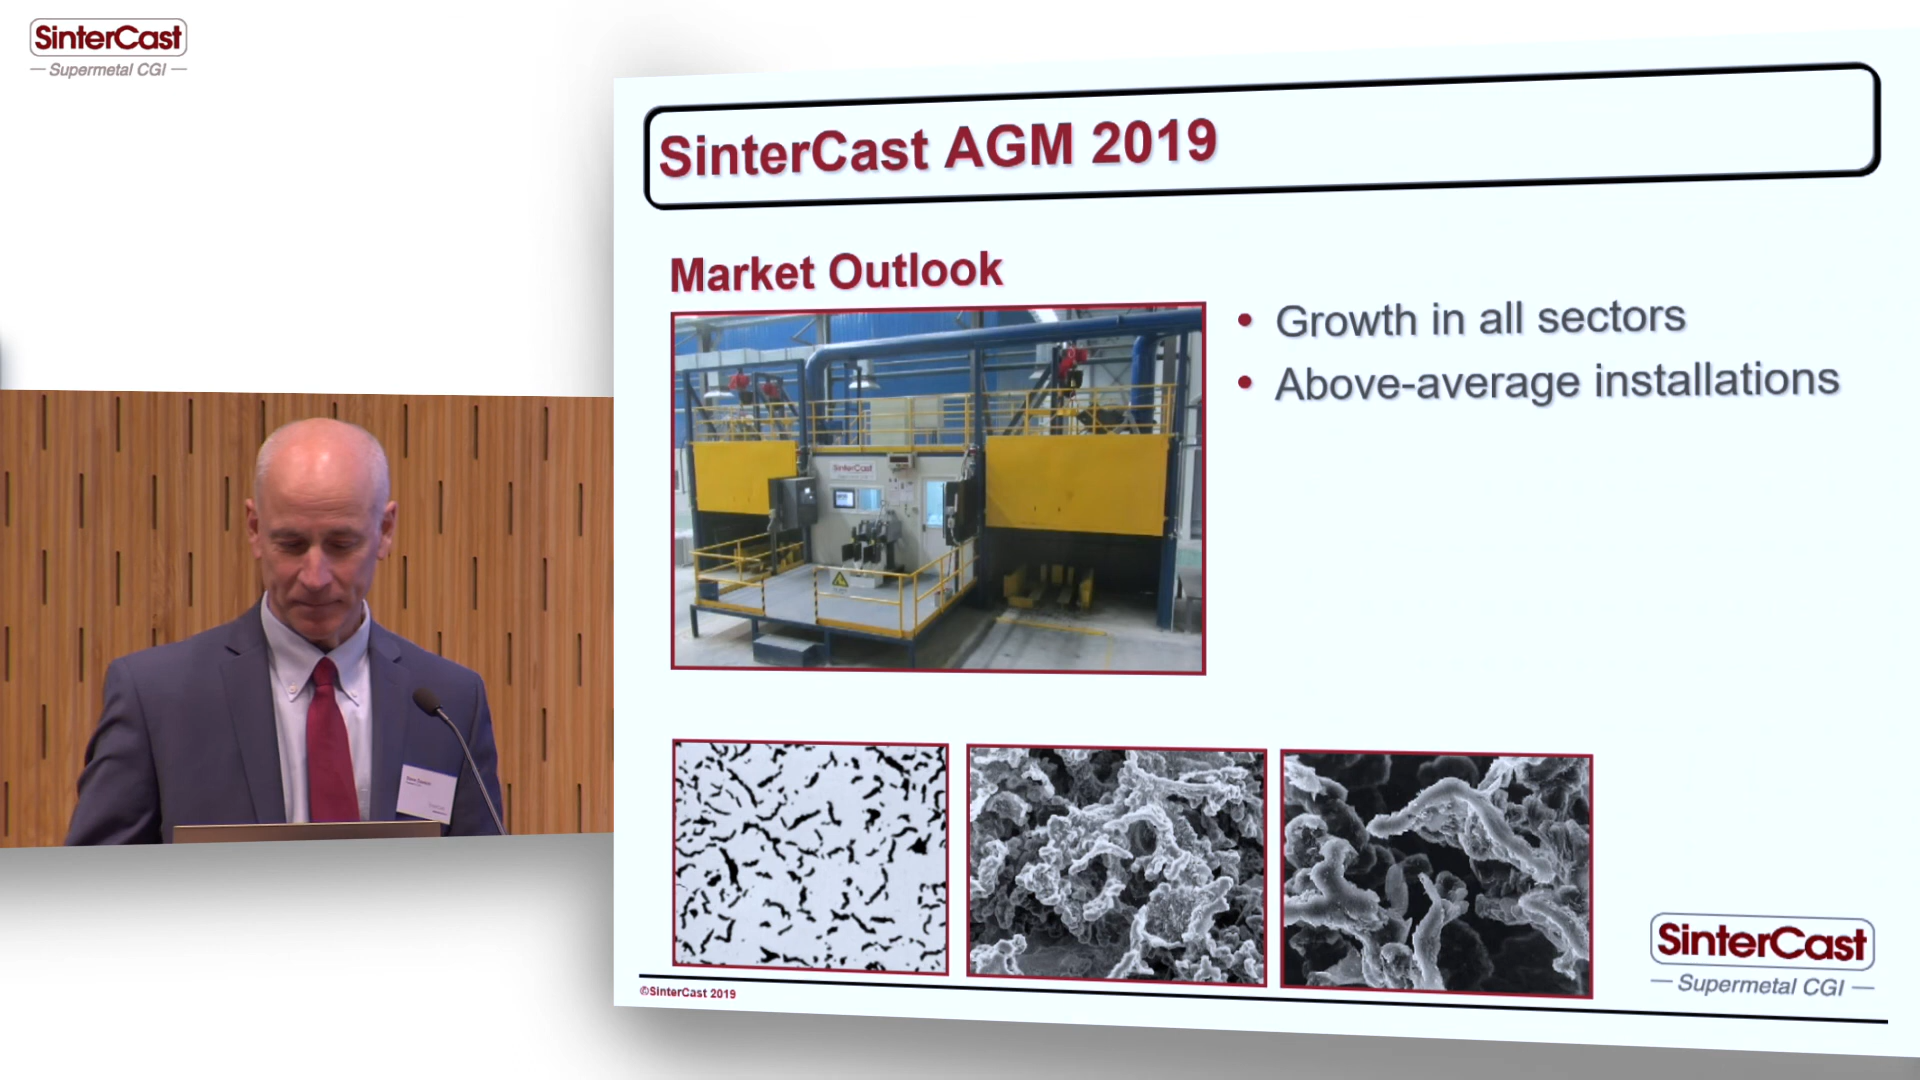 SinterCast
Supermetal CGI
SinterCast AGM 2019
Market Outlook
• Growth in all sectors
• Above-average installations
SinterCast
SinterCast
Supermetal CGI
©SinterCast 2019